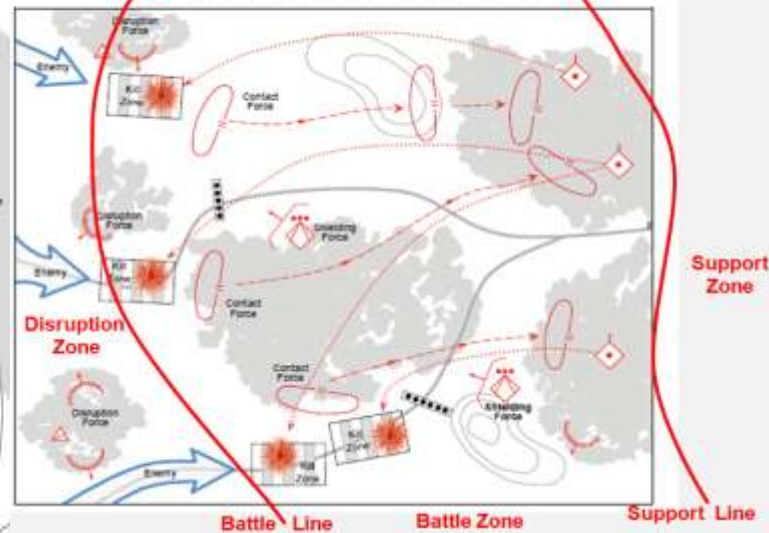 Disruption
Force
Enemy
Kill
Zone
Contact
Force
Disruption
Force
Shielding
Force
Enemy
Kill
Zone
Contact
Force
Support
Zone
Disruption
Zone
Contact
Force
Disruption
Force
Shielding
Force
Kill
Zone
Enemy
Kill
Zone
Battle Line
Battle Zone
Support Line